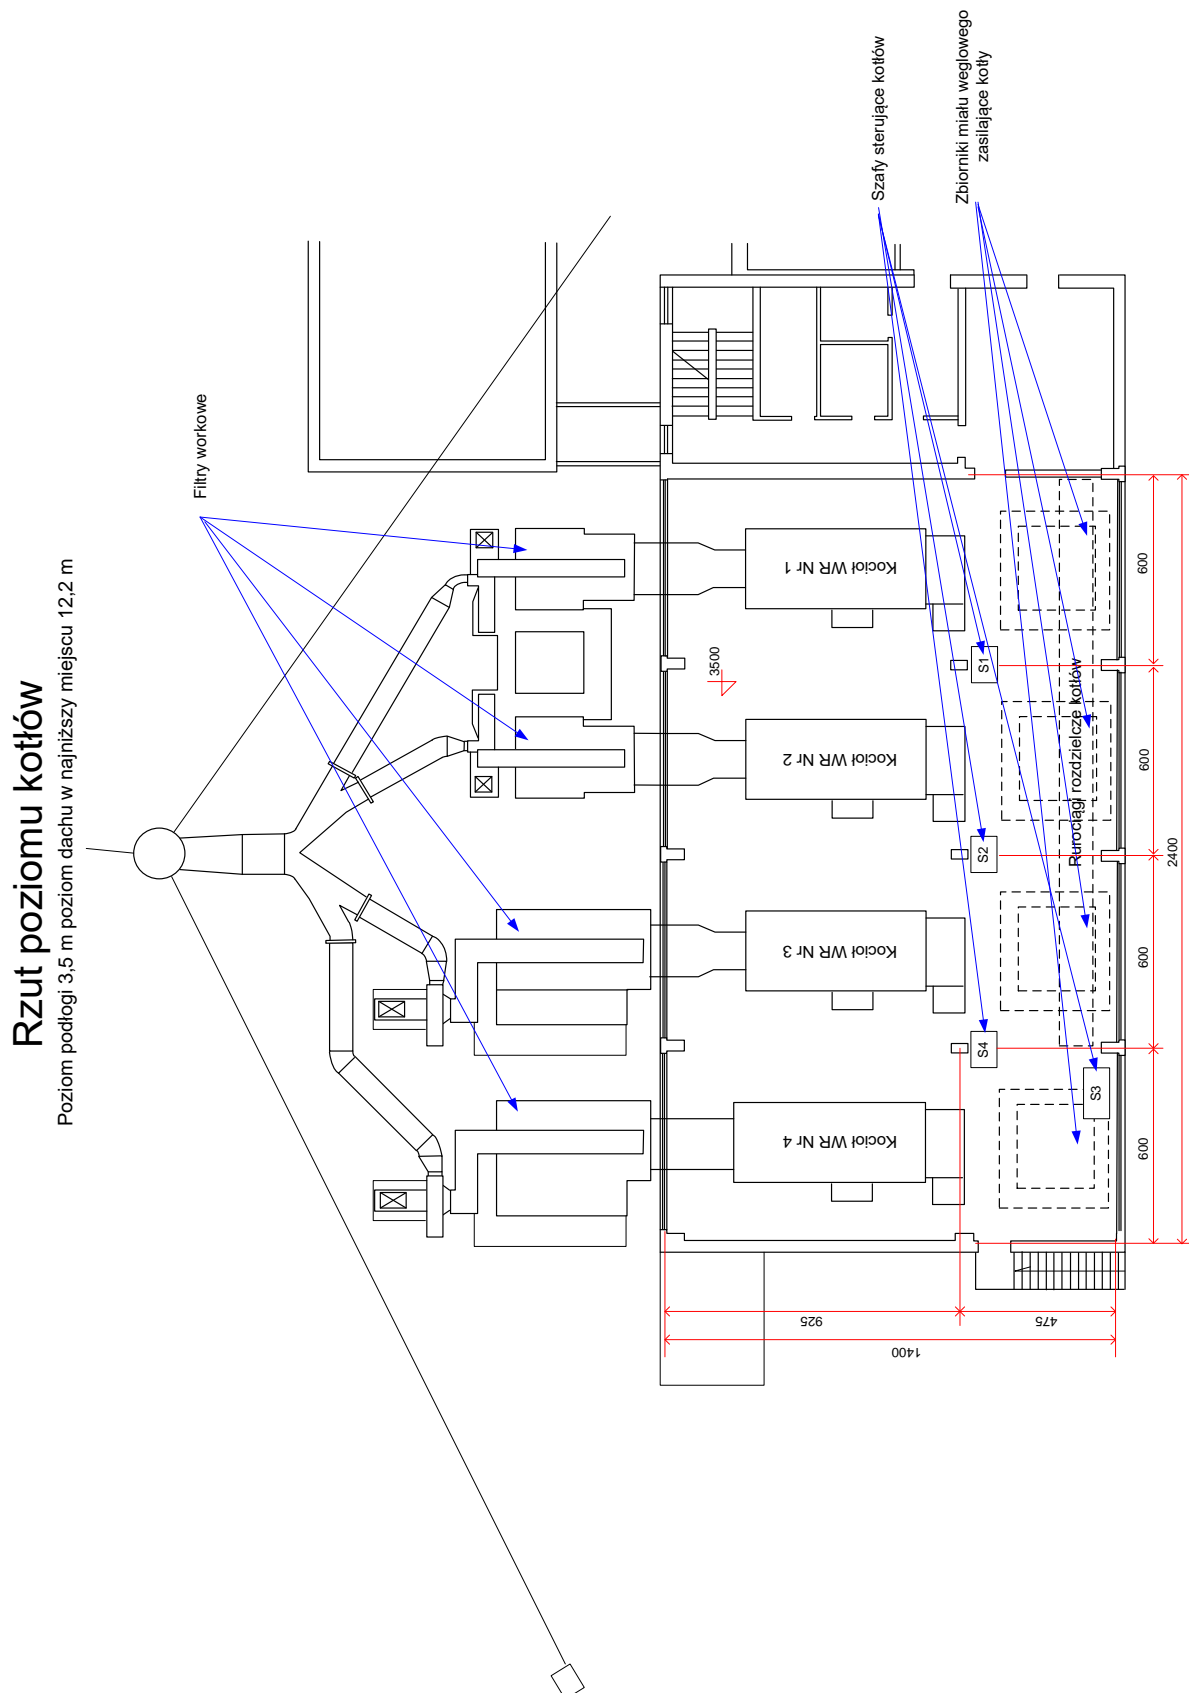 Rzut poziomu kotłów
Poziom podłogi 3,5 m poziom dachu w najniższy miejscu 12,2 m
Filtry workowe
Szafy sterujące kotłów
Zbiorniki miału weglowego
zasilające kotły
Kocioł WR Nr 4
Kocioł WR Nr 3
Kocioł WR Nr 2
Kocioł WR Nr 1
3500
S4
S2
S1
S3
Rurociągi rozdzielcze kotłów
925
475
1400
600
600
600
600
2400